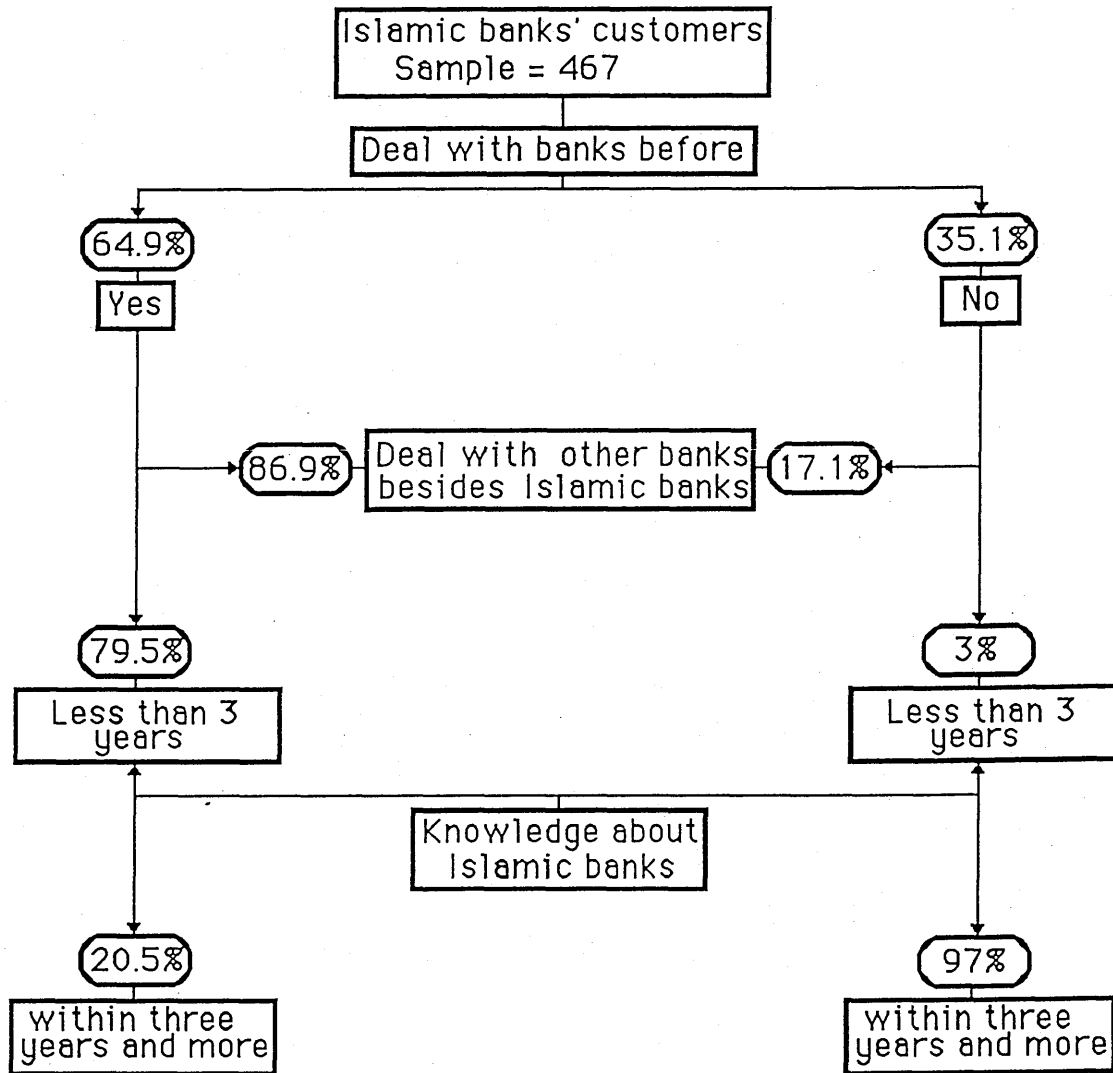 Islamic banks' customers
Sample = 467
Deal with banks before
64.9%
35.1%
Yes
No
86.9%
Deal with other banks
besides Islamic banks
17.1%
79.5%
3%
Less than 3
years
Less than 3
years
Knowledge about
Islamic banks
20.5%
97%
within three
years and more
within three
years and more